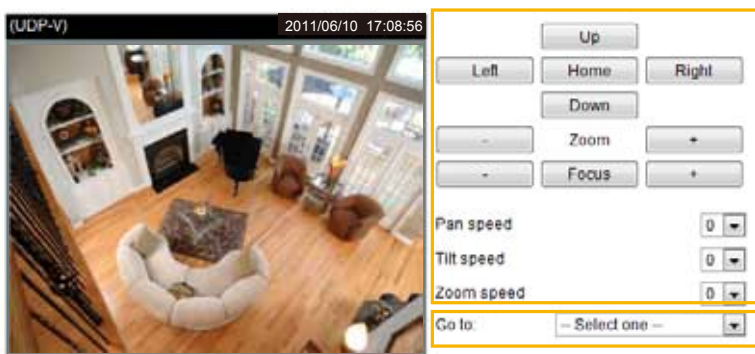 (UDP-V) 2011/06/10 17:08:56
Up
Left Home Right
Down
- Zoom +
- Focus +
Pan speed 0
Tilt speed 0
Zoom speed 0
Go to: -- Select one --